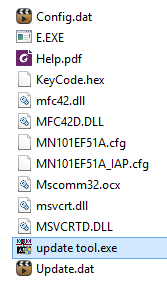 Config.dat
E.EXE
Help.pdf
KeyCode.hex
mfc42.dll
MFC42D.DLL
MN101EF51A.cfg
MN101EF51A_IAP.cfg
Mscomm32.ocx
msvcrt.dll
MSVCRTD.DLL
update tool.exe
Update.dat